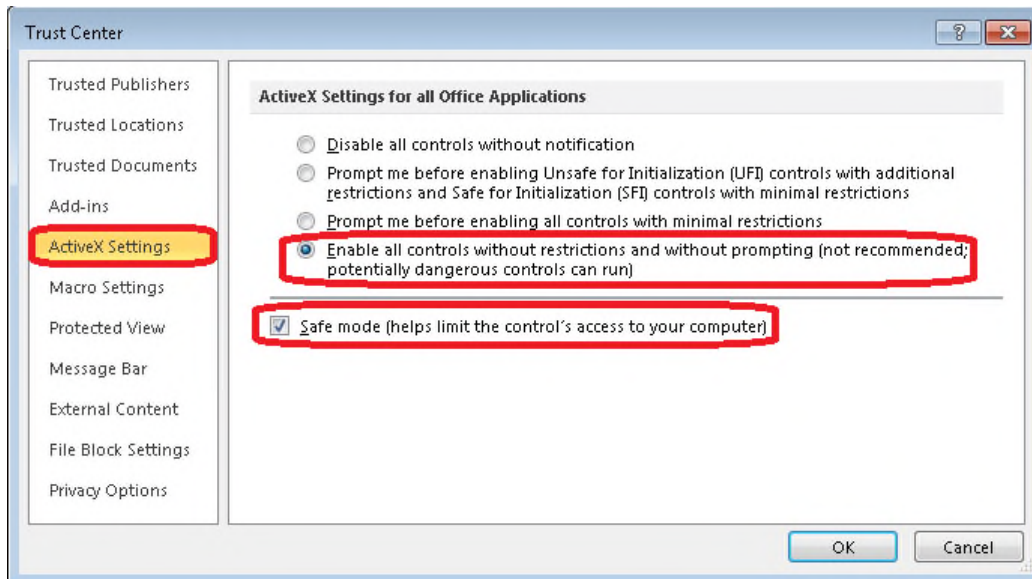 Trust Center
Trusted Publishers
Trusted Locations
Trusted Documents
Add-ins
ActiveX Settings
Macro Settings
Protected View
Message Bar
External Content
File Block Settings
Privacy Options
ActiveX Settings for all Office Applications
Disable all controls without notification
Prompt me before enabling Unsafe for Initialization (UFI) controls with additional
restrictions and Safe for Initialization (SFI) controls with minimal restrictions
Prompt me before enabling all controls with minimal restrictions
Enable all controls without restrictions and without prompting (not recommended;
potentially dangerous controls can run)
Safe mode (helps limit the control's access to your computer)
OK
Cancel